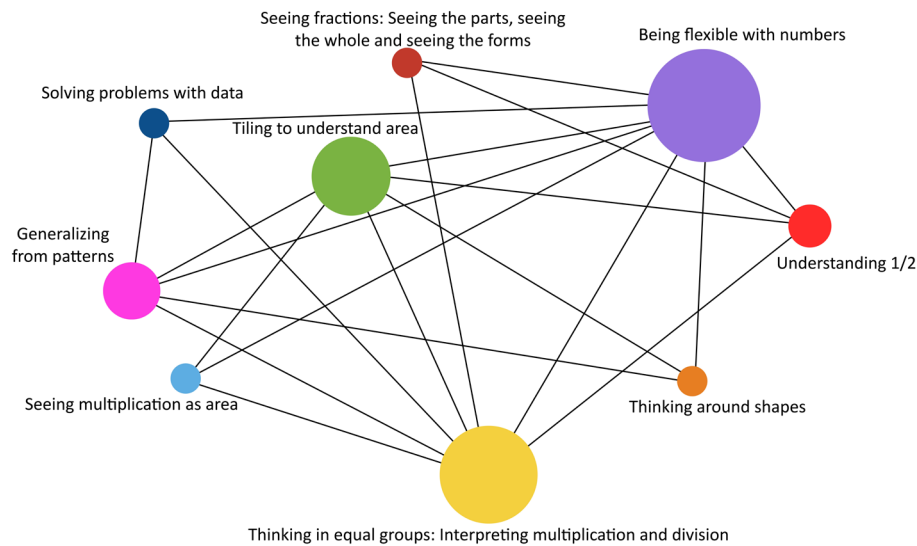 Seeing fractions: Seeing the parts, seeing
the whole and seeing the forms
Being flexible with numbers
Solving problems with data
Tiling to understand area
Generalizing
from patterns
Understanding 1/2
Seeing multiplication as area
Thinking around shapes
Thinking in equal groups: Interpreting multiplication and division